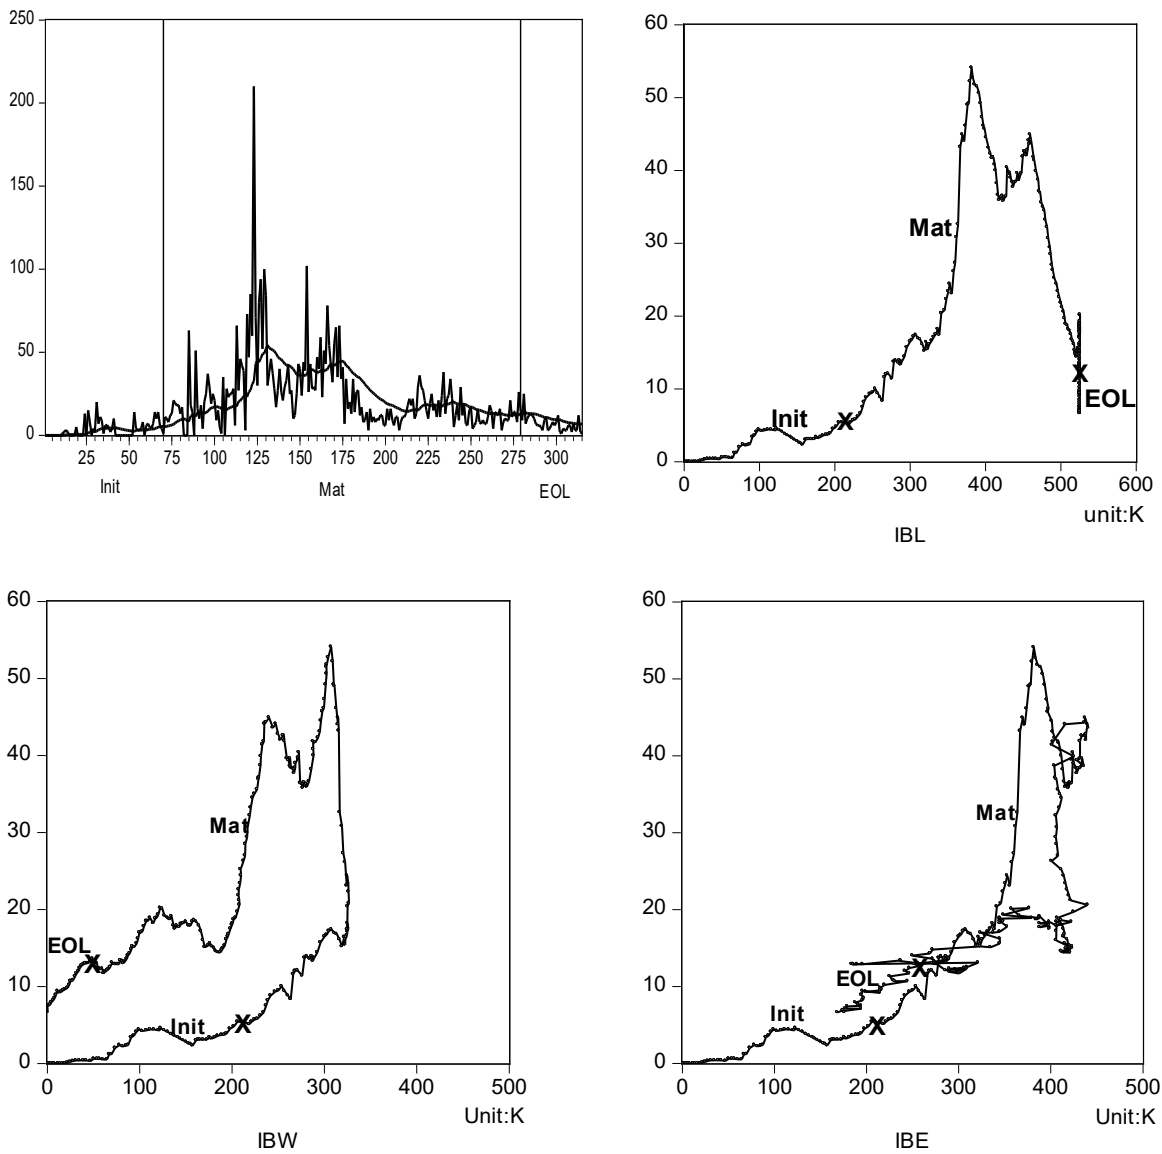 250
200
150
100
50
0
25 50 75 100 125 150 175 200 225 250 275 300
Init Mat EOL
60
50
40
30
20
10
0
Mat
Init
EOL
0 100 200 300 400 500 600
unit:K
IBL
60
50
40
30
20
10
0
Mat
EOL
Init
0 100 200 300 400 500
Unit:K
IBW
60
50
40
30
20
10
0
Mat
EOL
Init
0 100 200 300 400 500
Unit:K
IBE